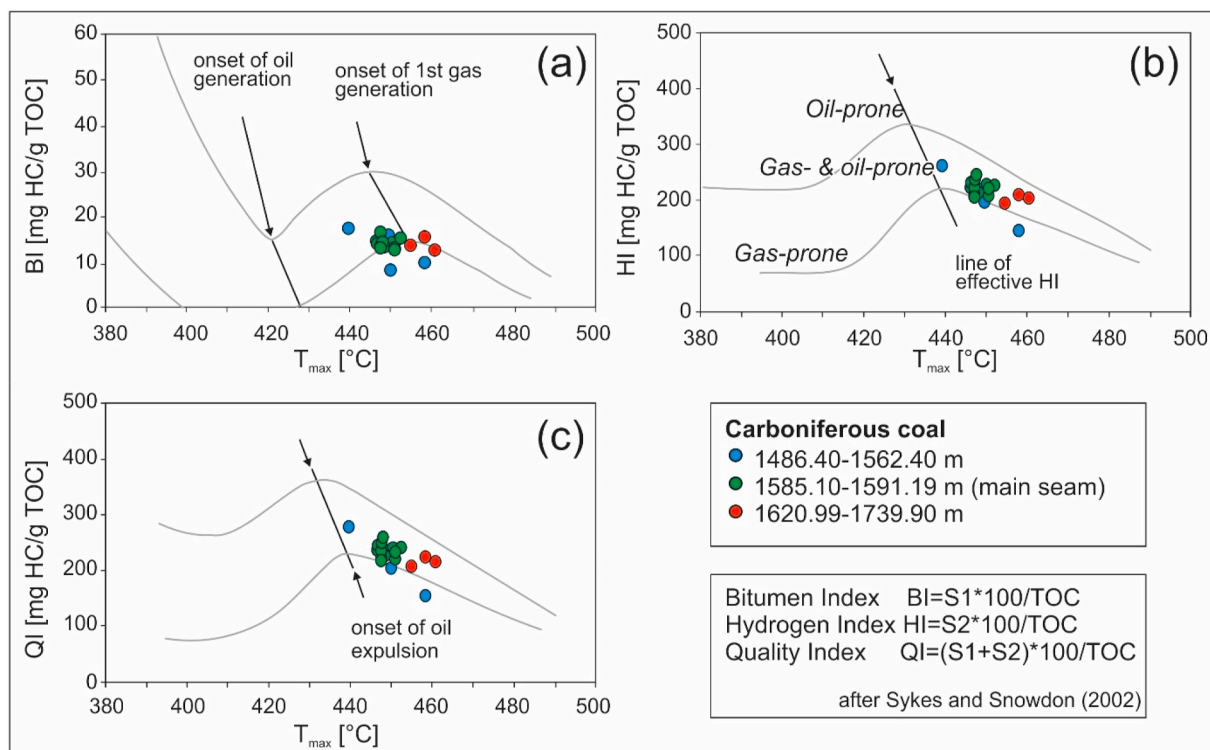 (a)
60
50
40
30
20
10
0
BI [mg HC/g TOC]
onset of oil
generation
onset of 1st gas
generation
380 400 420 440 460 480 500
Tmax [°C]
(b)
500
400
300
200
100
0
HI [mg HC/g TOC]
Oil-prone
Gas- & oil-prone
Gas-prone
line of
effective HI
380 400 420 440 460 480 500
Tmax [°C]
(c)
500
400
300
200
100
0
QI [mg HC/g TOC]
onset of oil
expulsion
380 400 420 440 460 480 500
Tmax [°C]
Carboniferous coal
1486.40-1562.40 m
1585.10-1591.19 m (main seam)
1620.99-1739.90 m
Bitumen Index BI=S1*100/TOC
Hydrogen Index HI=S2*100/TOC
Quality Index QI=(S1+S2)*100/TOC
after Sykes and Snowdon (2002)